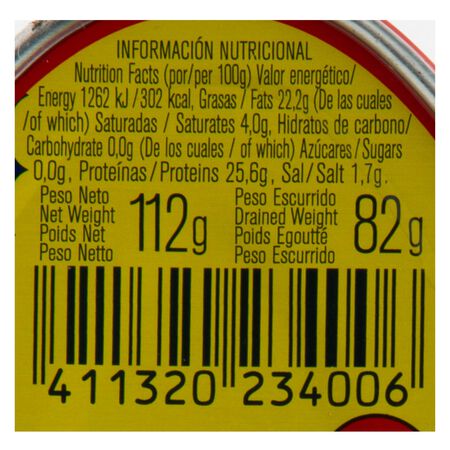 INFORMACIÓN NUTRICIONAL
Nutrition Facts (por/per 100g) Valor energético/
Energy 1262 kJ /302 kcal, Grasas / Fats 22,2g (De las cuales
/of which) Saturadas / Saturates 4,0g, Hidratos de carbono/
Carbohydrate 0,0g (De los cuales / of which) Azúcares/Sugars
0,0g, Proteínas/Proteins 25,6g, Sal/Salt 1,7g.
Peso Neto
Net Weight
Poids Net
Peso Netto
112g
Peso Escurrido
Drained Weight
Poids Egoutté
Peso Escurrido
82g
411320 234006